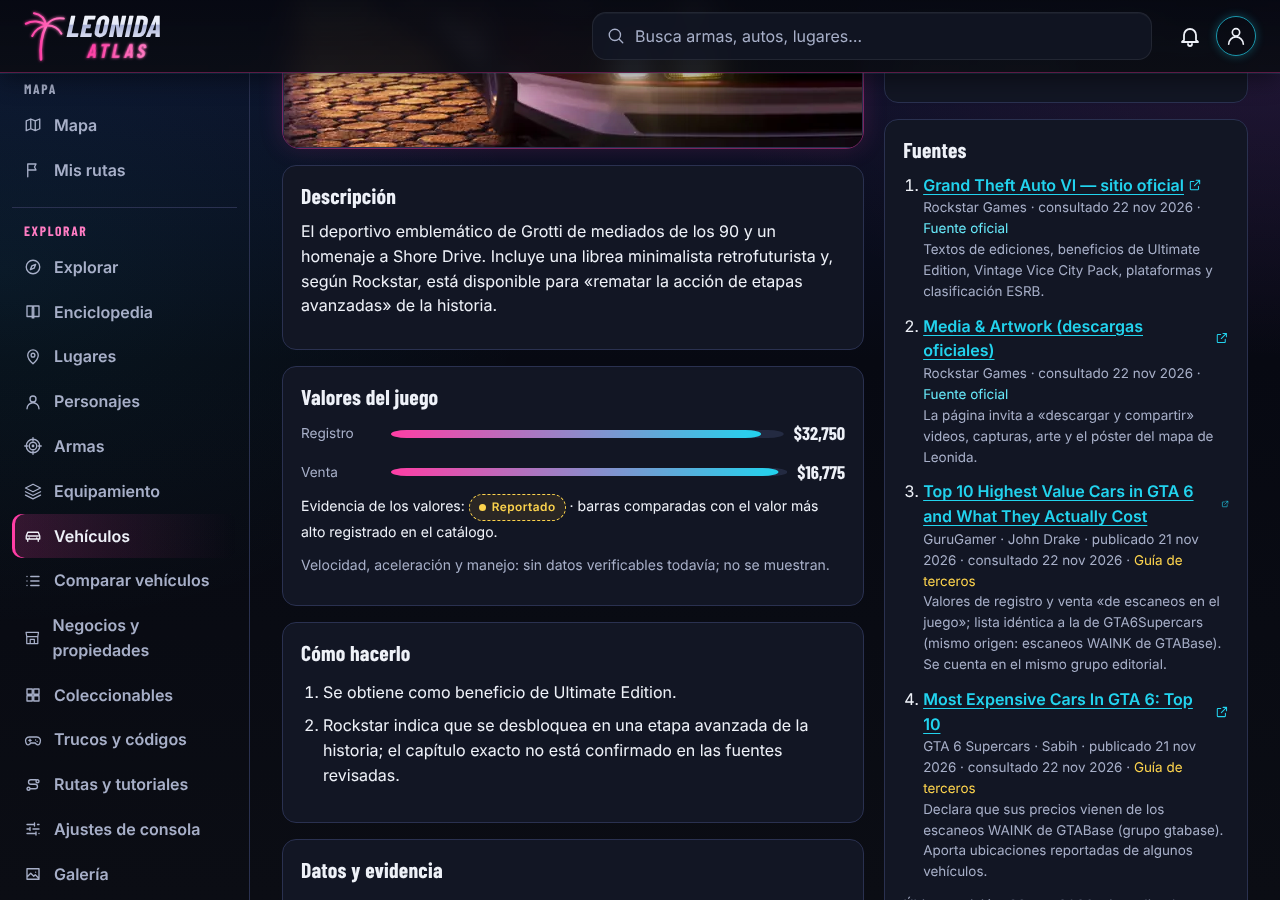 LEONIDA
ATLAS
Busca armas, autos, lugares...
MAPA
Mapa
Mis rutas
EXPLORAR
Explorar
Enciclopedia
Lugares
Personajes
Armas
Equipamiento
Vehículos
Comparar vehículos
Negocios y
propiedades
Coleccionables
Trucos y códigos
Rutas y tutoriales
Ajustes de consola
Galería
Descripción
El deportivo emblemático de Grotti de mediados de los 90 y un
homenaje a Shore Drive. Incluye una librea minimalista retrofuturista y,
según Rockstar, está disponible para «rematar la acción de etapas
avanzadas» de la historia.
Valores del juego
Registro $32,750
Venta $16,775
Evidencia de los valores: Reportado · barras comparadas con el valor más
alto registrado en el catálogo.
Velocidad, aceleración y manejo: sin datos verificables todavía; no se muestran.
Cómo hacerlo
1. Se obtiene como beneficio de Ultimate Edition.
2. Rockstar indica que se desbloquea en una etapa avanzada de la
historia; el capítulo exacto no está confirmado en las fuentes
revisadas.
Datos y evidencia
Fuentes
1. Grand Theft Auto VI — sitio oficial
Rockstar Games · consultado 22 nov 2026 ·
Fuente oficial
Textos de ediciones, beneficios de Ultimate
Edition, Vintage Vice City Pack, plataformas y
clasificación ESRB.
2. Media & Artwork (descargas
oficiales)
Rockstar Games · consultado 22 nov 2026 ·
Fuente oficial
La página invita a «descargar y compartir»
videos, capturas, arte y el póster del mapa de
Leonida.
3. Top 10 Highest Value Cars in GTA 6
and What They Actually Cost
GuruGamer · John Drake · publicado 21 nov
2026 · consultado 22 nov 2026 · Guía de
terceros
Valores de registro y venta «de escaneos en el
juego»; lista idéntica a la de GTA6Supercars
(mismo origen: escaneos WAINK de GTABase).
Se cuenta en el mismo grupo editorial.
4. Most Expensive Cars In GTA 6: Top
10
GTA 6 Supercars · Sabih · publicado 21 nov
2026 · consultado 22 nov 2026 · Guía de
terceros
Declara que sus precios vienen de los
escaneos WAINK de GTABase (grupo gtabase).
Aporta ubicaciones reportadas de algunos
vehículos.